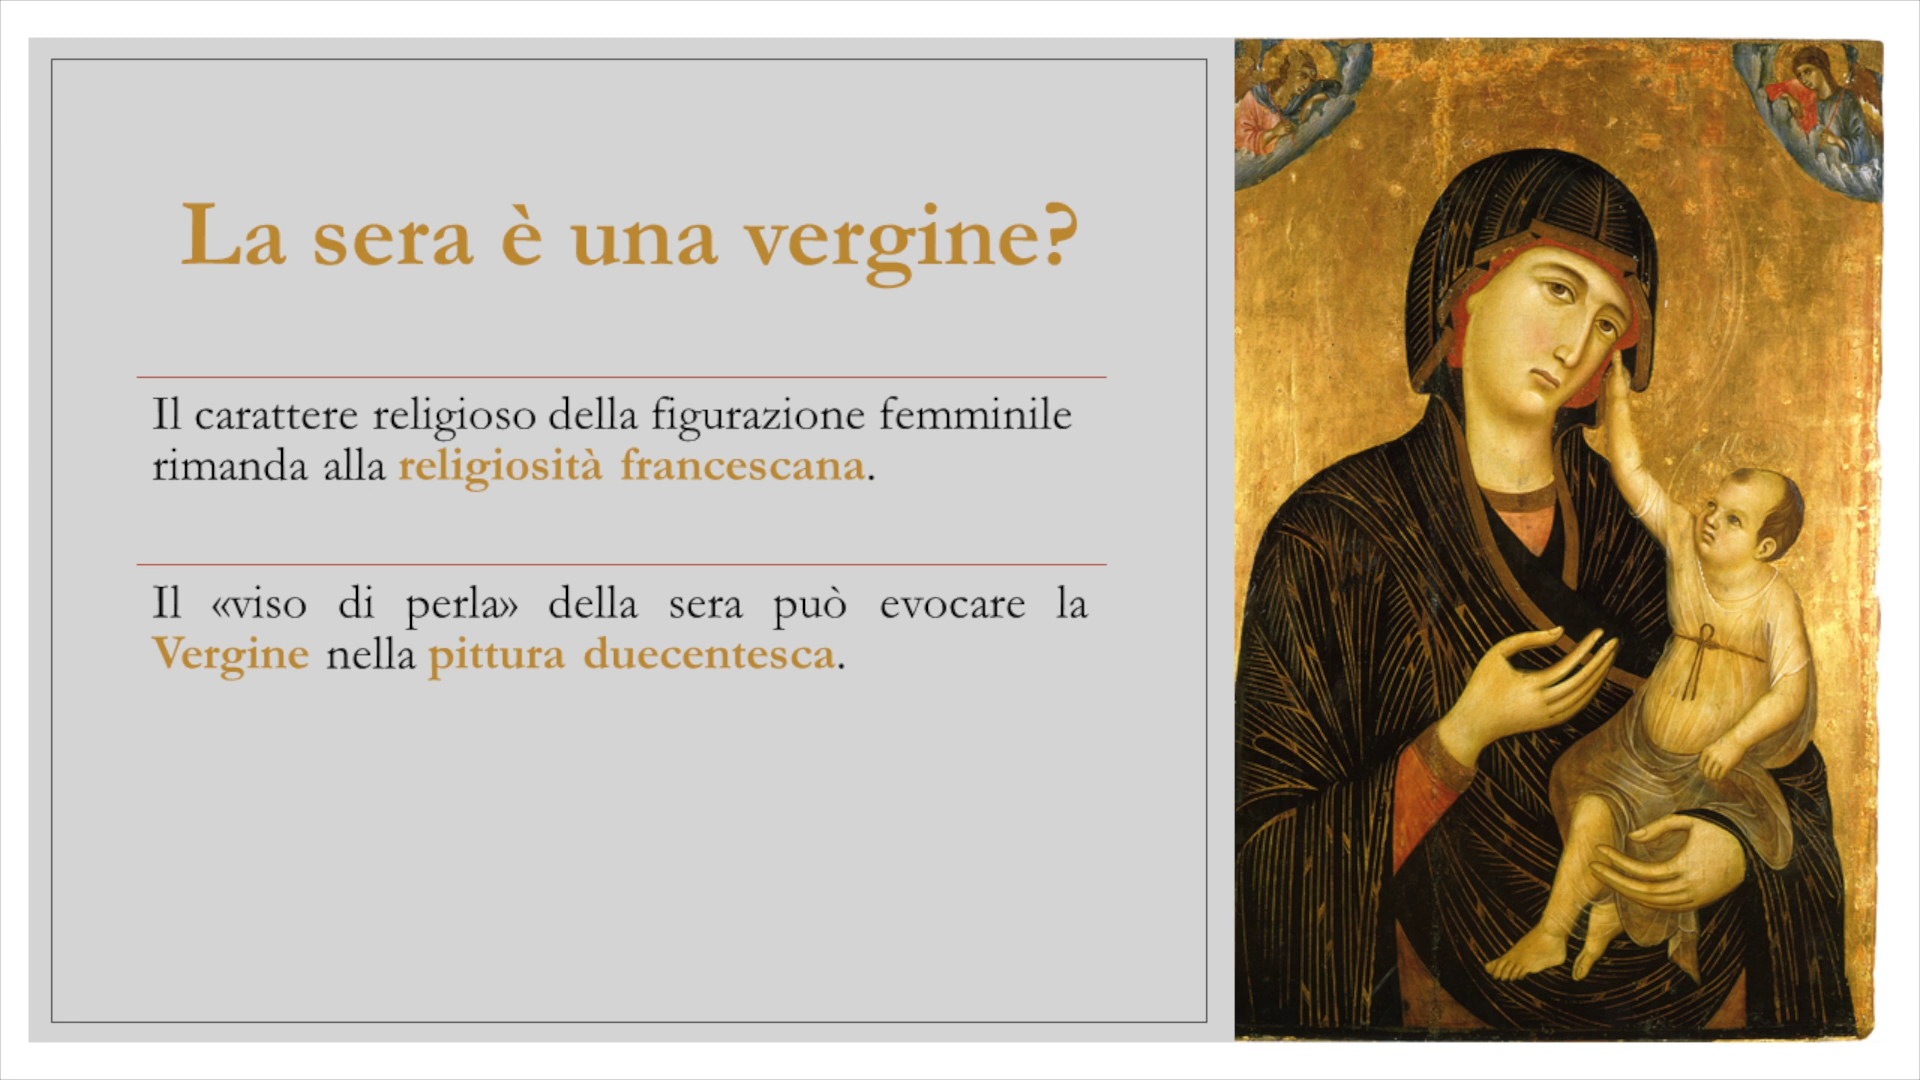 La sera è una vergine?
Il carattere religioso della figurazione femminile
rimanda alla religiosità francescana.
Il «viso di perla» della sera può evocare la
Vergine nella pittura duecentesca.